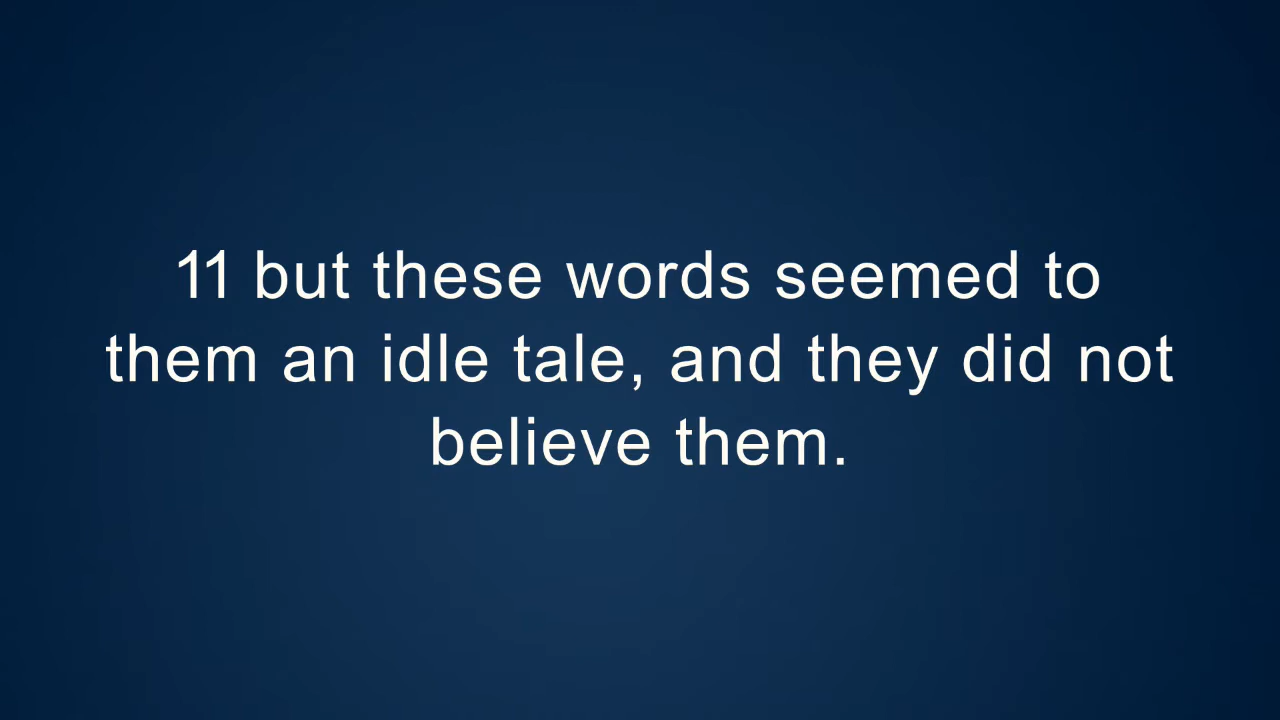 11 but these words seemed to
them an idle tale, and they did not
believe them.